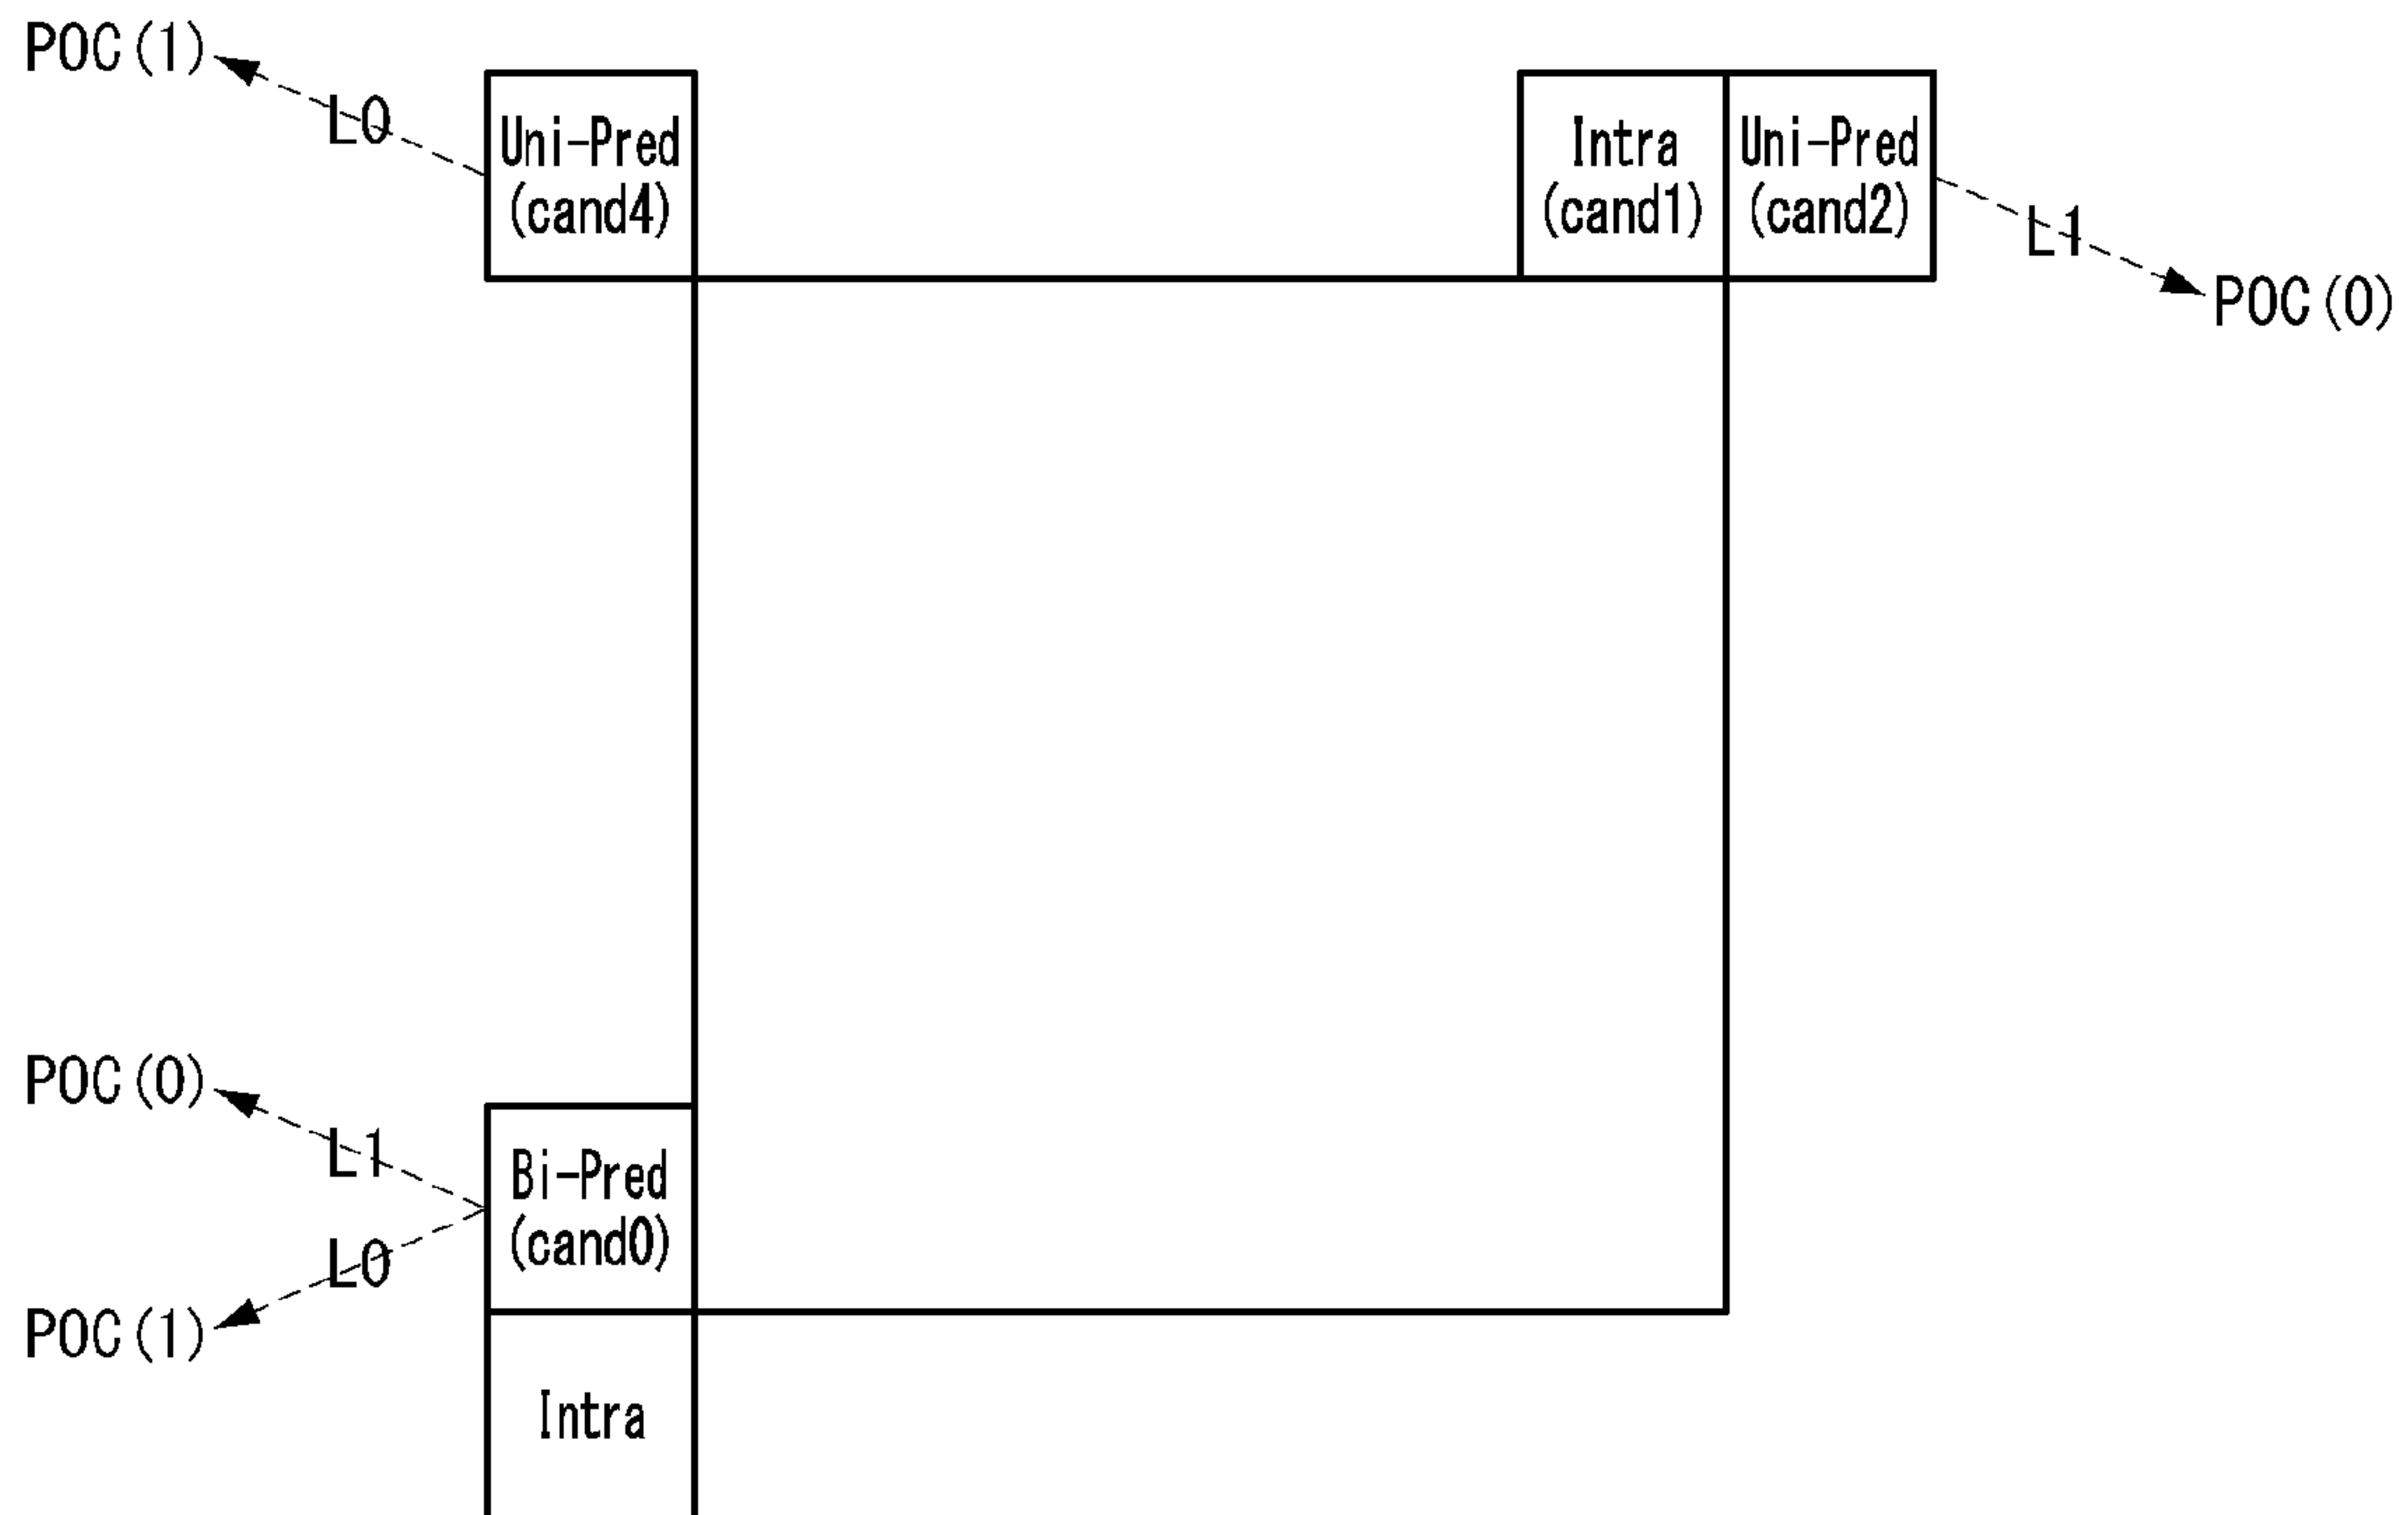 POC(1)
L0
Uni-Pred
(cand4)
Intra
(cand1)
Uni-Pred
(cand2)
L1
POC(0)
POC(0)
L1
Bi-Pred
(cand0)
L0
POC(1)
Intra